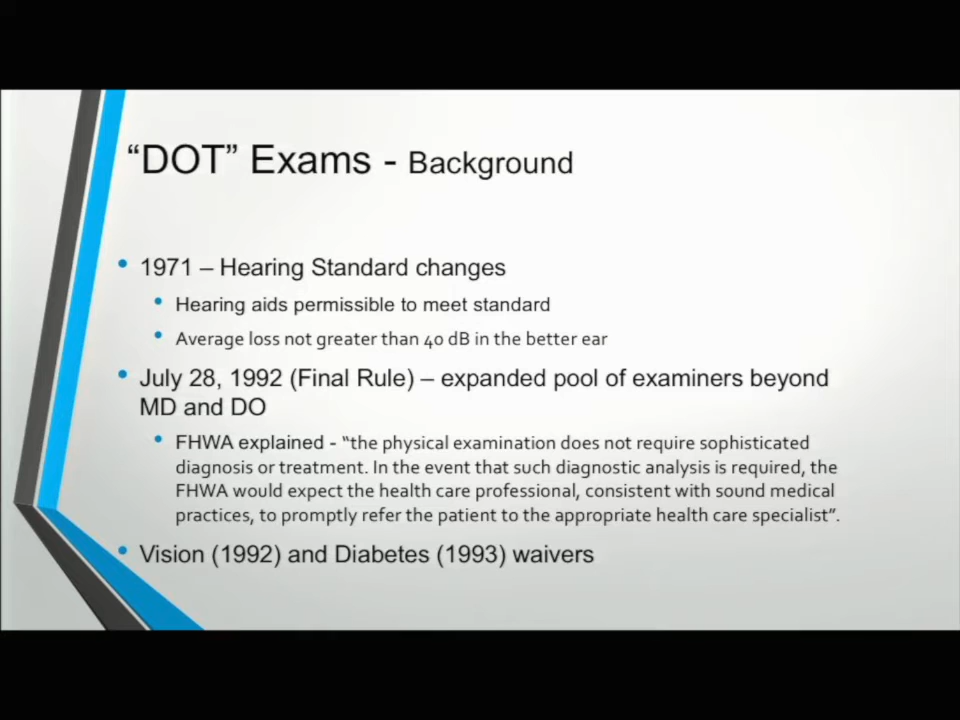 “DOT” Exams - Background
• 1971 – Hearing Standard changes
• Hearing aids permissible to meet standard
• Average loss not greater than 40 dB in the better ear
• July 28, 1992 (Final Rule) – expanded pool of examiners beyond
MD and DO
• FHWA explained - “the physical examination does not require sophisticated
diagnosis or treatment. In the event that such diagnostic analysis is required, the
FHWA would expect the health care professional, consistent with sound medical
practices, to promptly refer the patient to the appropriate health care specialist”.
• Vision (1992) and Diabetes (1993) waivers